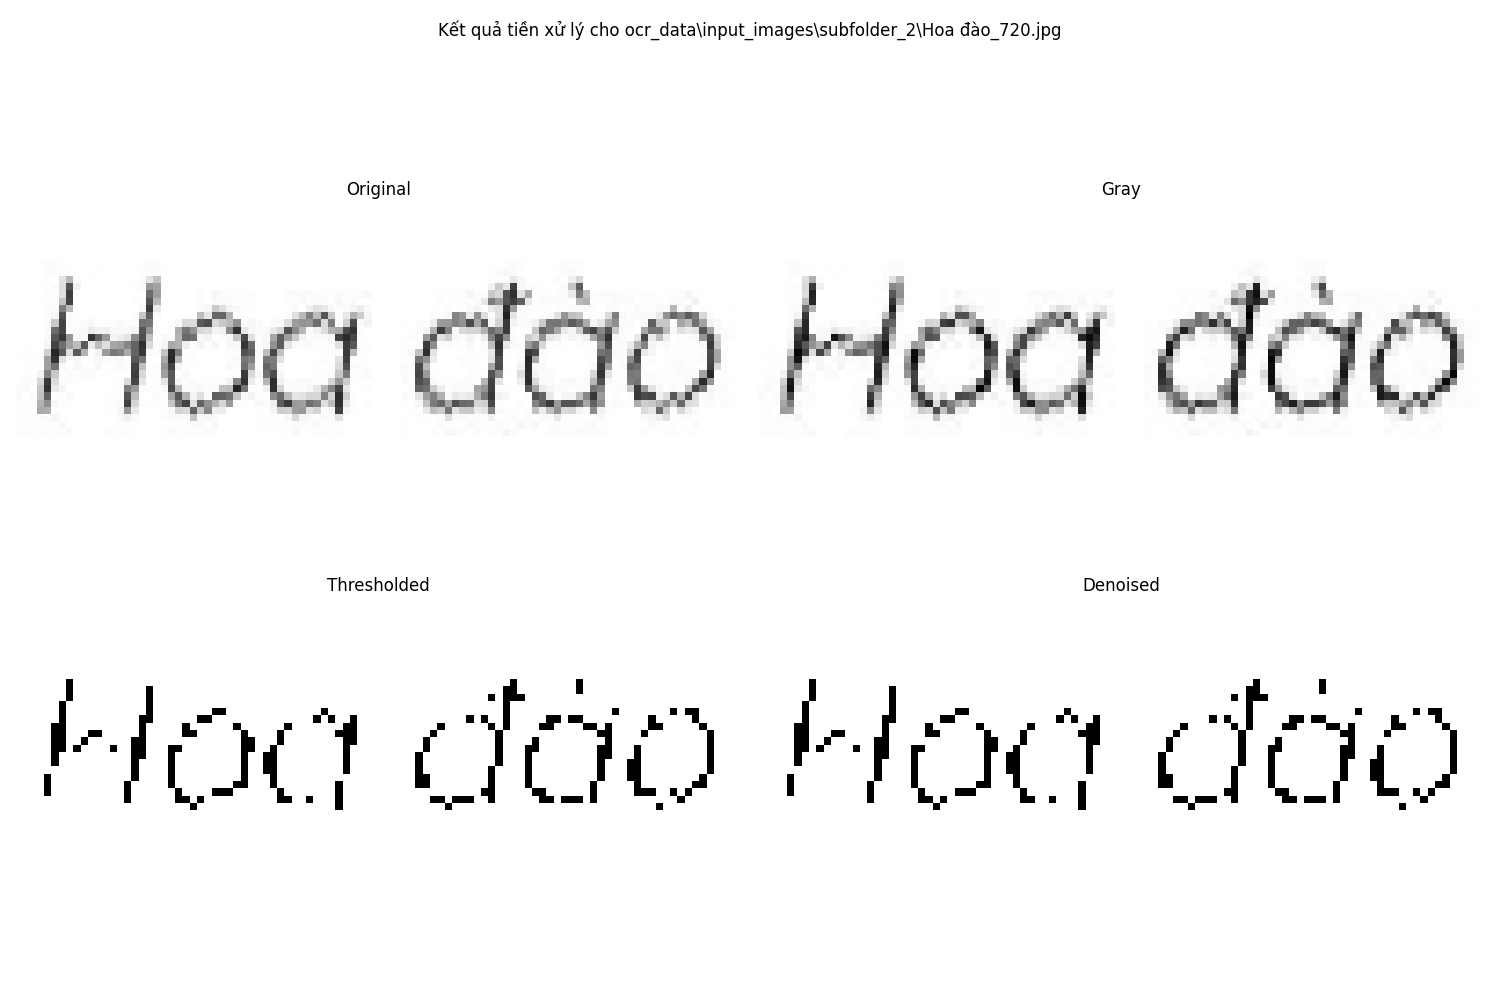 Kết quả tiền xử lý cho ocr_data\input_images\subfolder_2\Hoa đào_720.jpg
Original
Gray
Hoa đào
Hoa đào
Thresholded
Denoised
Hoa đào
Hoa đào